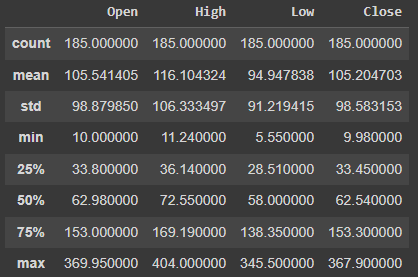 Open High Low Close
count 185.000000 185.000000 185.000000 185.000000
mean 105.541405 116.104324 94.947838 105.204703
std 98.879850 106.333497 91.219415 98.583153
min 10.000000 11.240000 5.550000 9.980000
25% 33.800000 36.140000 28.510000 33.450000
50% 62.980000 72.550000 58.000000 62.540000
75% 153.000000 169.190000 138.350000 153.300000
max 369.950000 404.000000 345.500000 367.900000